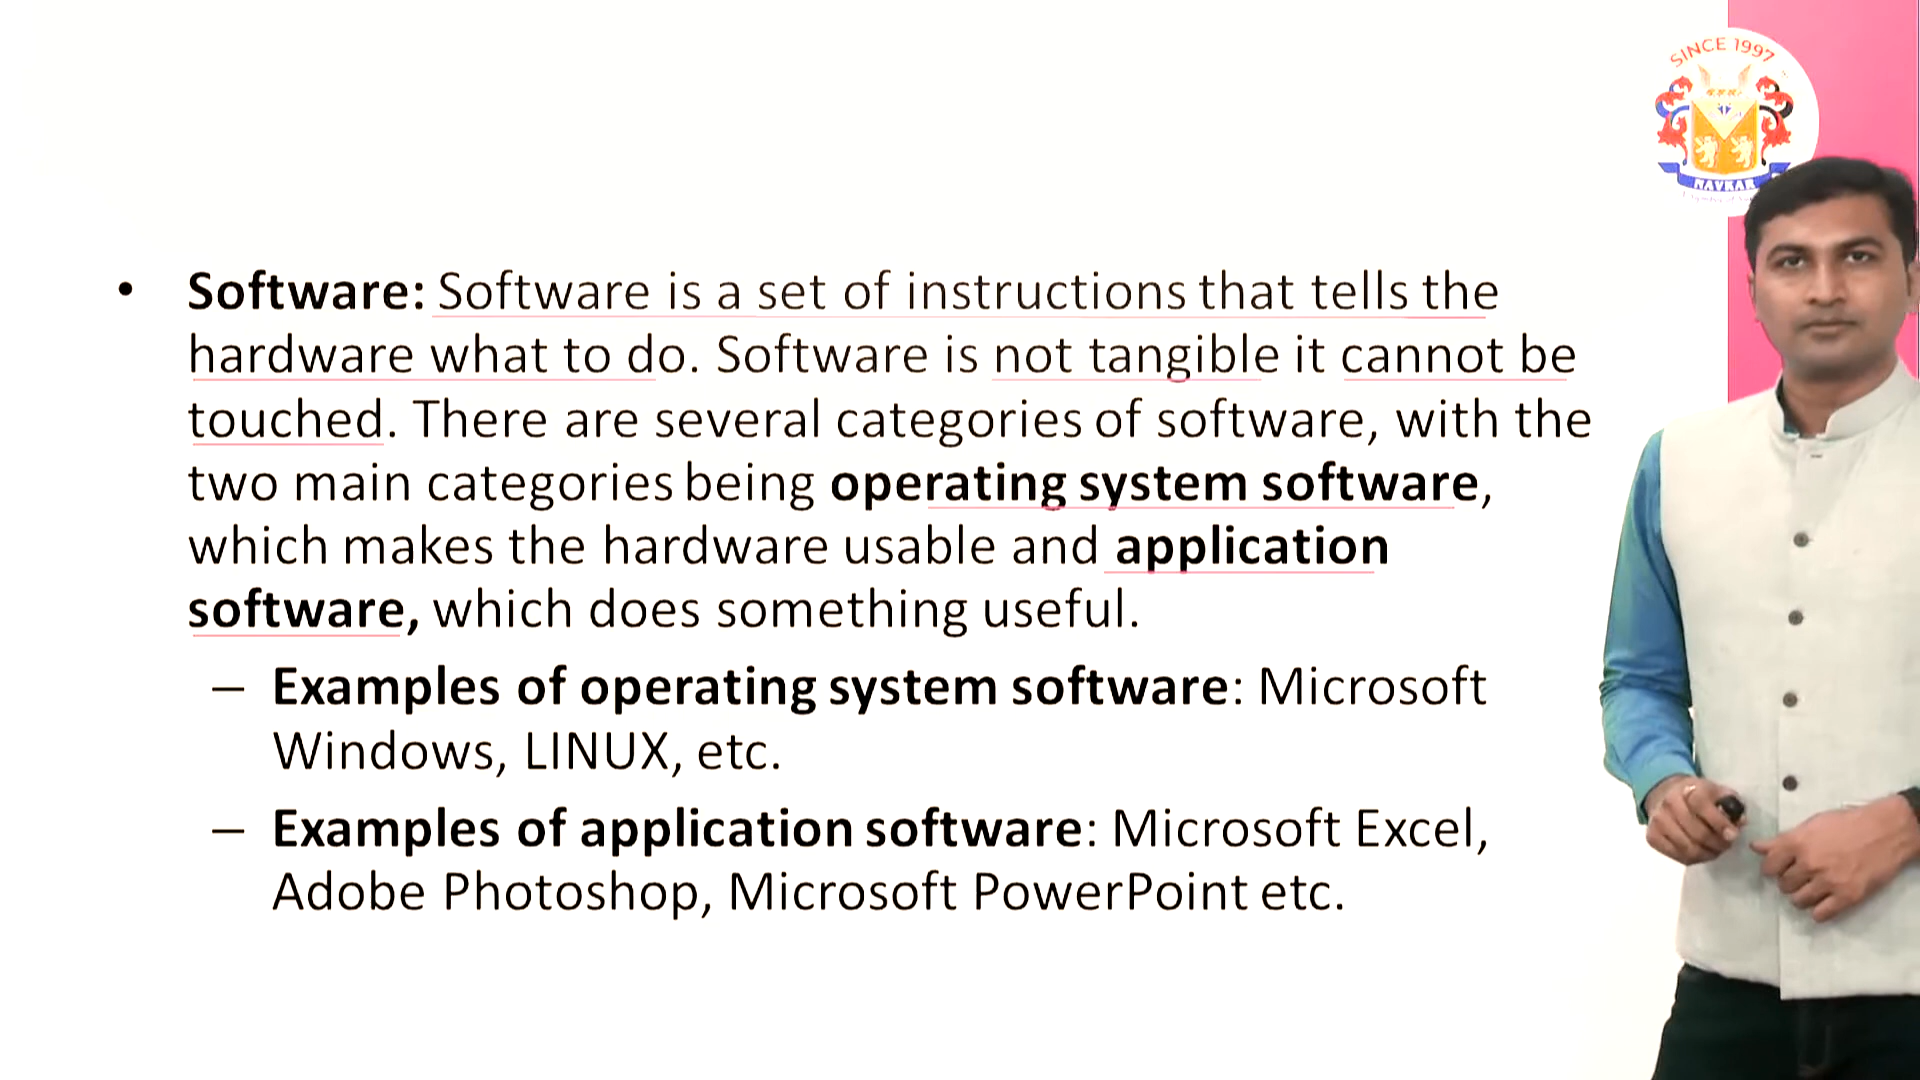 SINCE 1997
NAVKAR
• Software: Software is a set of instructions that tells the
hardware what to do. Software is not tangible it cannot be
touched. There are several categories of software, with the
two main categories being operating system software,
which makes the hardware usable and application
software, which does something useful.
– Examples of operating system software: Microsoft
Windows, LINUX, etc.
– Examples of application software: Microsoft Excel,
Adobe Photoshop, Microsoft PowerPoint etc.